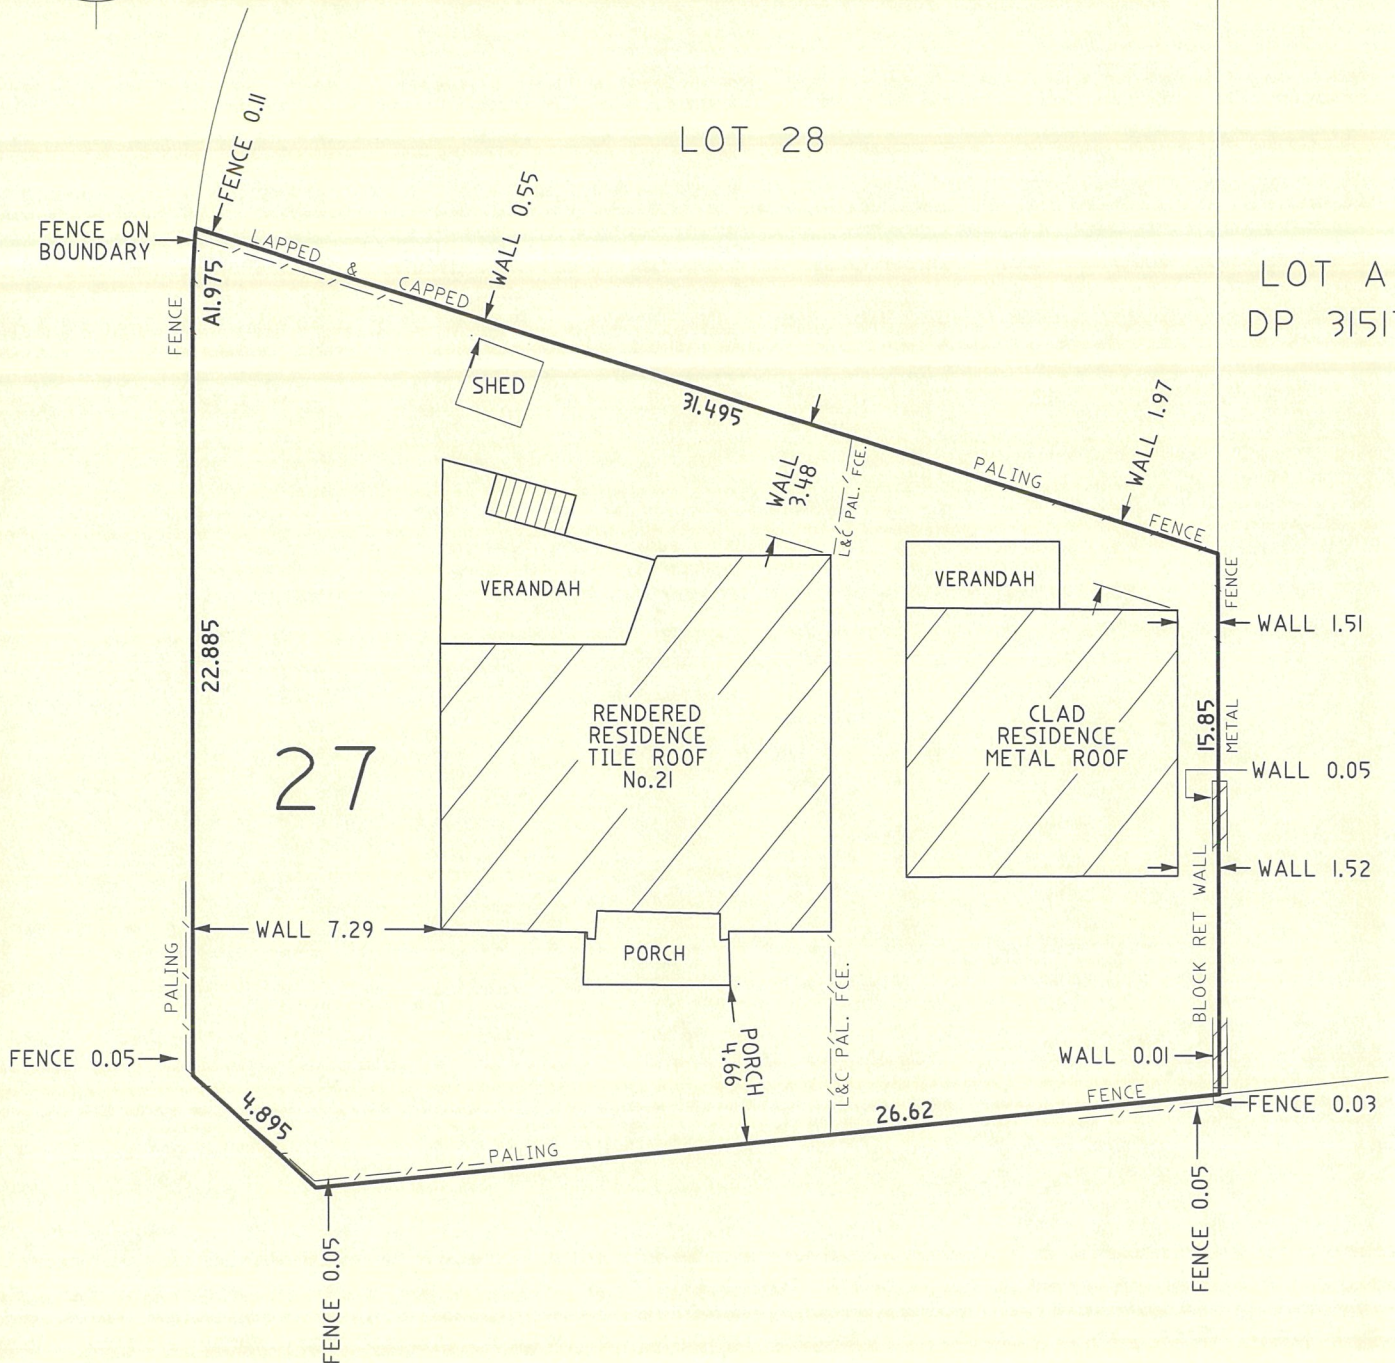 LOT 28
FENCE 0.11
WALL 0.55
FENCE ON
BOUNDARY
LAPPED & CAPPED
A1.975
FENCE
LOT A
SHED
31.495
WALL 1.97
WALL
3.48
L&C PAL. FCE.
PALING
FENCE
VERANDAH
VERANDAH
FENCE
WALL 1.51
22.885
RENDERED
RESIDENCE
TILE ROOF
No.21
CLAD
RESIDENCE
METAL ROOF
15.85
METAL
27
WALL 0.05
WALL 1.52
BLOCK RET WALL
WALL 7.29
PORCH
PALING
L&C PAL. FCE.
PORCH
4.66
FENCE 0.05
WALL 0.01
FENCE
FENCE 0.03
4.895
26.62
PALING
FENCE 0.05
FENCE 0.05